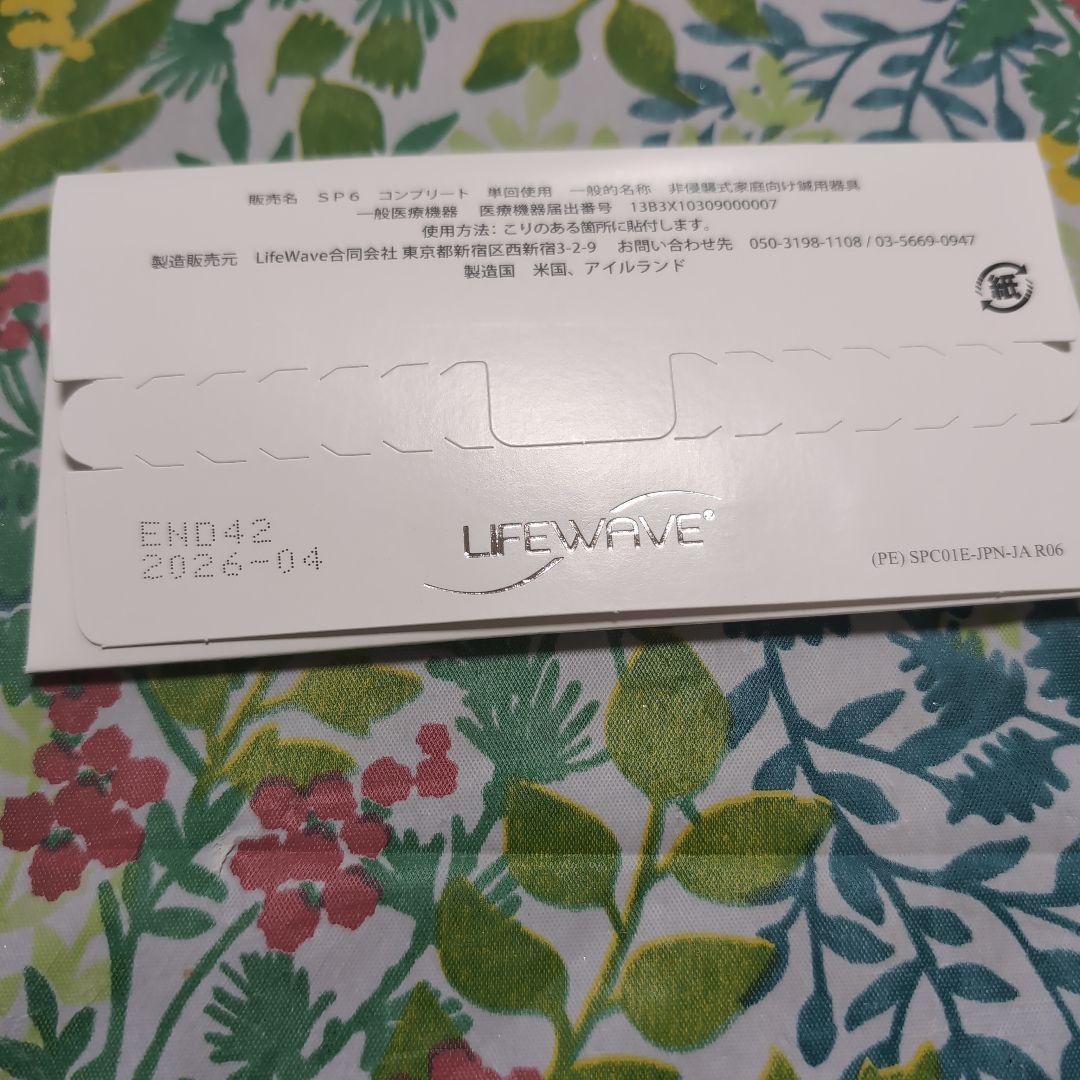 販売名 SP6 コンプリート 単回使用 一般的名称 非侵襲式家庭向け鍼用器具
一般医療機器 医療機器届出番号 13B3X10309000007
使用方法: こりのある箇所に貼付します。
製造販売元 LifeWave合同会社 東京都新宿区西新宿3-2-9 お問い合わせ先 050-3198-1108 / 03-5669-0947
製造国 米国、アイルランド
紙
END42
2026-04
LIFEWAVE®
(PE) SPC01E-JPN-JA R06